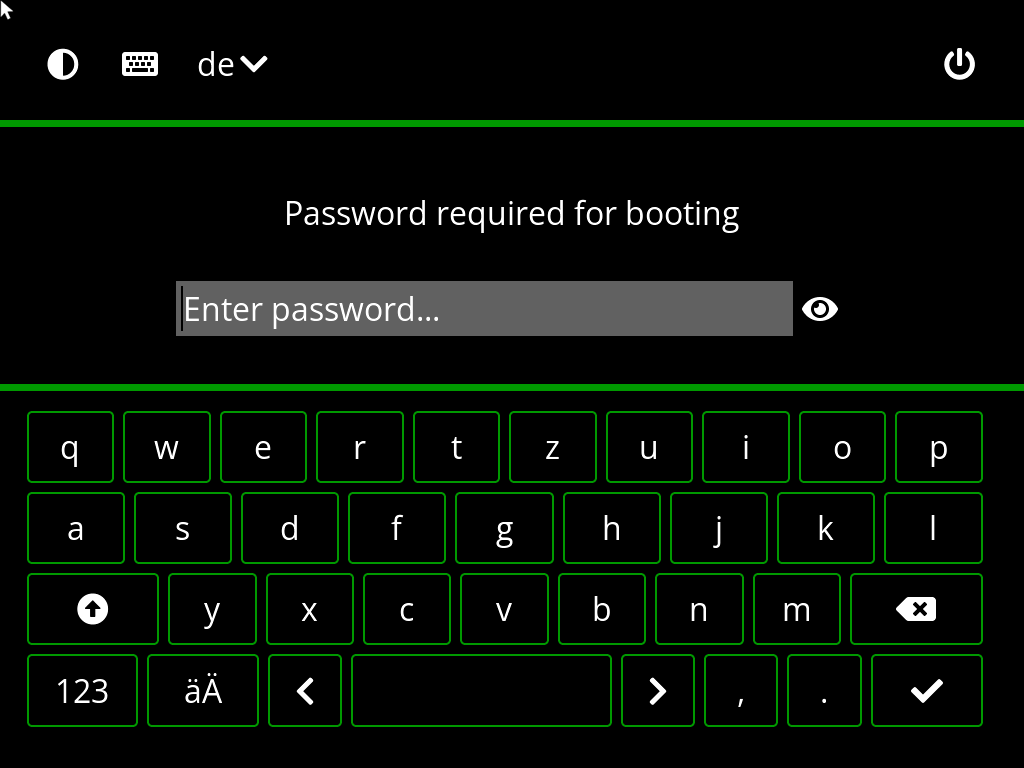 de
Password required for booting
Enter password...
q w e r t z u i o p
a s d f g h j k l
y x c v b n m
123 äÄ , .